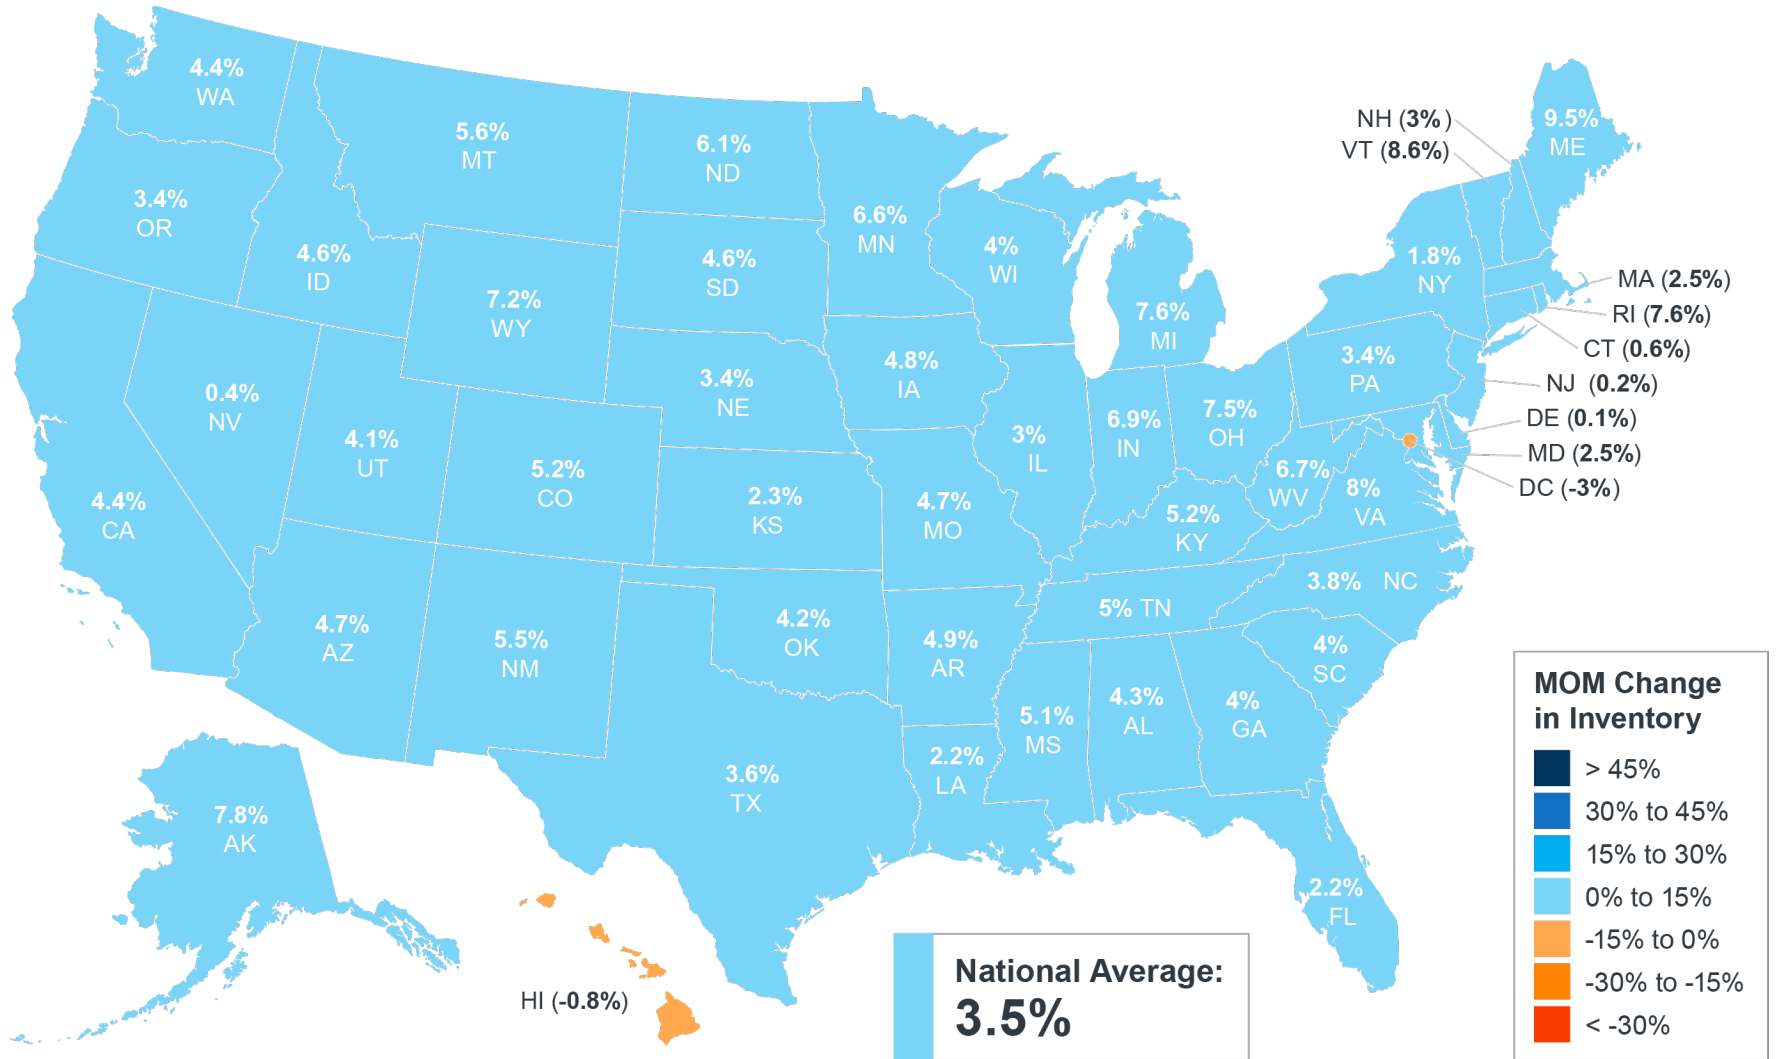 4.4%
WA
5.6%
MT
6.1%
ND
6.6%
MN
NH (3%)
VT (8.6%)
9.5%
ME
3.4%
OR
4.6%
ID
7.2%
WY
4.6%
SD
4%
WI
7.6%
MI
1.8%
NY
MA (2.5%)
RI (7.6%)
CT (0.6%)
NJ (0.2%)
DE (0.1%)
MD (2.5%)
DC (-3%)
0.4%
NV
4.1%
UT
5.2%
CO
3.4%
NE
4.8%
IA
3%
IL
6.9%
IN
7.5%
OH
3.4%
PA
4.4%
CA
2.3%
KS
4.7%
MO
5.2%
KY
6.7%
WV
8%
VA
4.7%
AZ
5.5%
NM
4.2%
OK
4.9%
AR
5% TN
3.8% NC
4%
SC
5.1%
MS
4.3%
AL
4%
GA
3.6%
TX
2.2%
LA
2.2%
FL
7.8%
AK
HI (-0.8%)
National Average:
3.5%
MOM Change
in Inventory
> 45%
30% to 45%
15% to 30%
0% to 15%
-15% to 0%
-30% to -15%
< -30%